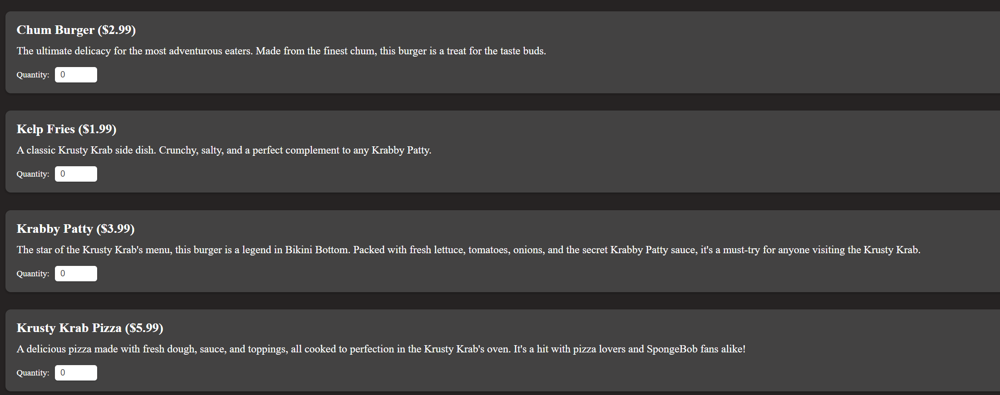 Chum Burger ($2.99)
The ultimate delicacy for the most adventurous eaters. Made from the finest chum, this burger is a treat for the taste buds.
Quantity: 0
Kelp Fries ($1.99)
A classic Krusty Krab side dish. Crunchy, salty, and a perfect complement to any Krabby Patty.
Quantity: 0
Krabby Patty ($3.99)
The star of the Krusty Krab's menu, this burger is a legend in Bikini Bottom. Packed with fresh lettuce, tomatoes, onions, and the secret Krabby Patty sauce, it's a must-try for anyone visiting the Krusty Krab.
Quantity: 0
Krusty Krab Pizza ($5.99)
A delicious pizza made with fresh dough, sauce, and toppings, all cooked to perfection in the Krusty Krab's oven. It's a hit with pizza lovers and SpongeBob fans alike!
Quantity: 0